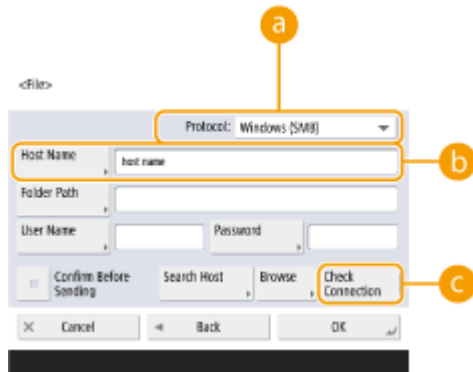 a
<File>
Protocol: Windows (SMB)
Host Name host name
b
Folder Path
User Name Password
Confirm Before Sending Search Host Browse Check Connection
c
Cancel Back OK